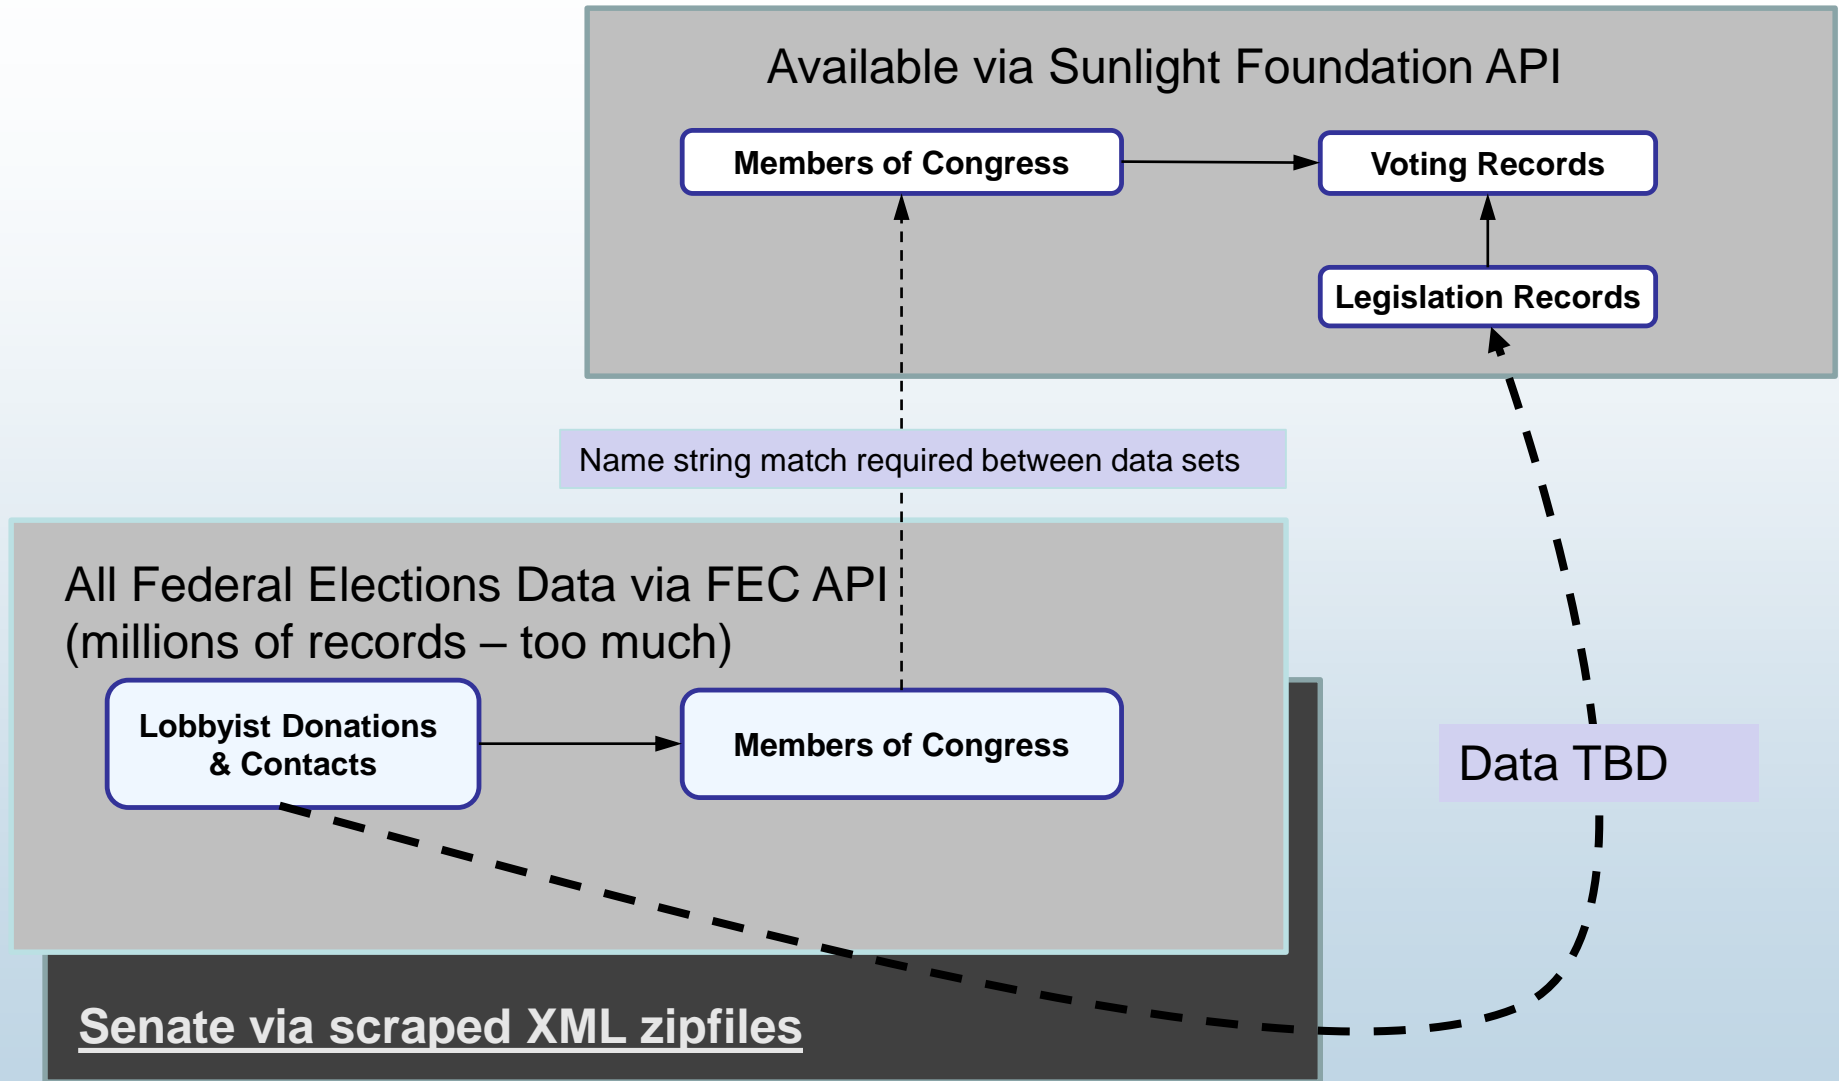 Available via Sunlight Foundation API
Members of Congress
Voting Records
Legislation Records
Name string match required between data sets
All Federal Elections Data via FEC API
(millions of records – too much)
Lobbyist Donations
& Contacts
Members of Congress
Data TBD
Senate via scraped XML zipfiles